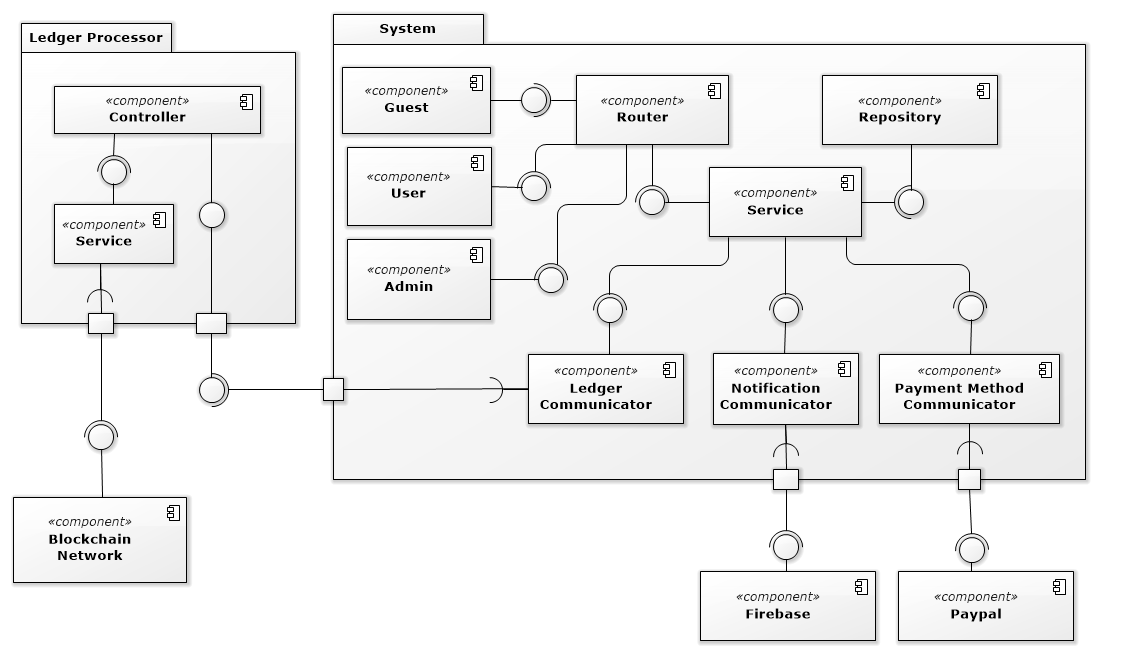 Ledger Processor
«component»
Controller
«component»
Service
System
«component»
Guest
«component»
User
«component»
Admin
«component»
Router
«component»
Repository
«component»
Service
«component»
Ledger
Communicator
«component»
Notification
Communicator
«component»
Payment Method
Communicator
«component»
Blockchain
Network
«component»
Firebase
«component»
Paypal